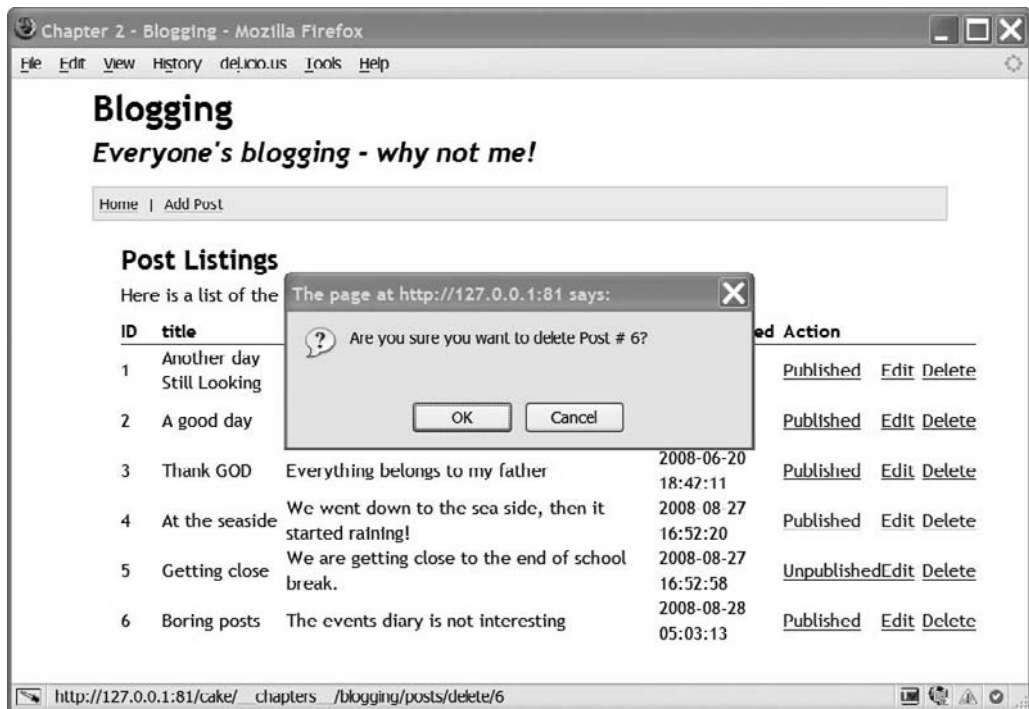 Chapter 2 - Blogging - Mozilla Firefox
File Edit View History del.icio.us Tools Help
Blogging
Everyone's blogging - why not me!
Home | Add Post
Post Listings
Here is a list of the
The page at http://127.0.0.1:81 says:
Are you sure you want to delete Post # 6?
OK Cancel
ID title ed Action
1 Another day Still Looking Published Edit Delete
2 A good day Published Edit Delete
3 Thank GOD Everything belongs to my father 2008-06-20 18:42:11 Published Edit Delete
4 At the seaside We went down to the sea side, then it started raining! 2008-08-27 16:52:20 Published Edit Delete
5 Getting close We are getting close to the end of school break. 2008-08-27 16:52:58 Unpublished Edit Delete
6 Boring posts The events diary is not interesting 2008-08-28 05:03:13 Published Edit Delete
http://127.0.0.1:81/cake/__chapters__/blogging/posts/delete/6